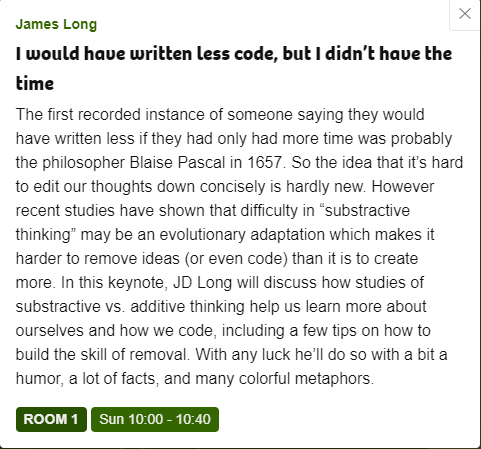 James Long
I would have written less code, but I didn’t have the
time
The first recorded instance of someone saying they would
have written less if they had only had more time was probably
the philosopher Blaise Pascal in 1657. So the idea that it’s hard
to edit our thoughts down concisely is hardly new. However
recent studies have shown that difficulty in “substractive
thinking” may be an evolutionary adaptation which makes it
harder to remove ideas (or even code) than it is to create
more. In this keynote, JD Long will discuss how studies of
substractive vs. additive thinking help us learn more about
ourselves and how we code, including a few tips on how to
build the skill of removal. With any luck he’ll do so with a bit a
humor, a lot of facts, and many colorful metaphors.
ROOM 1 Sun 10:00 - 10:40